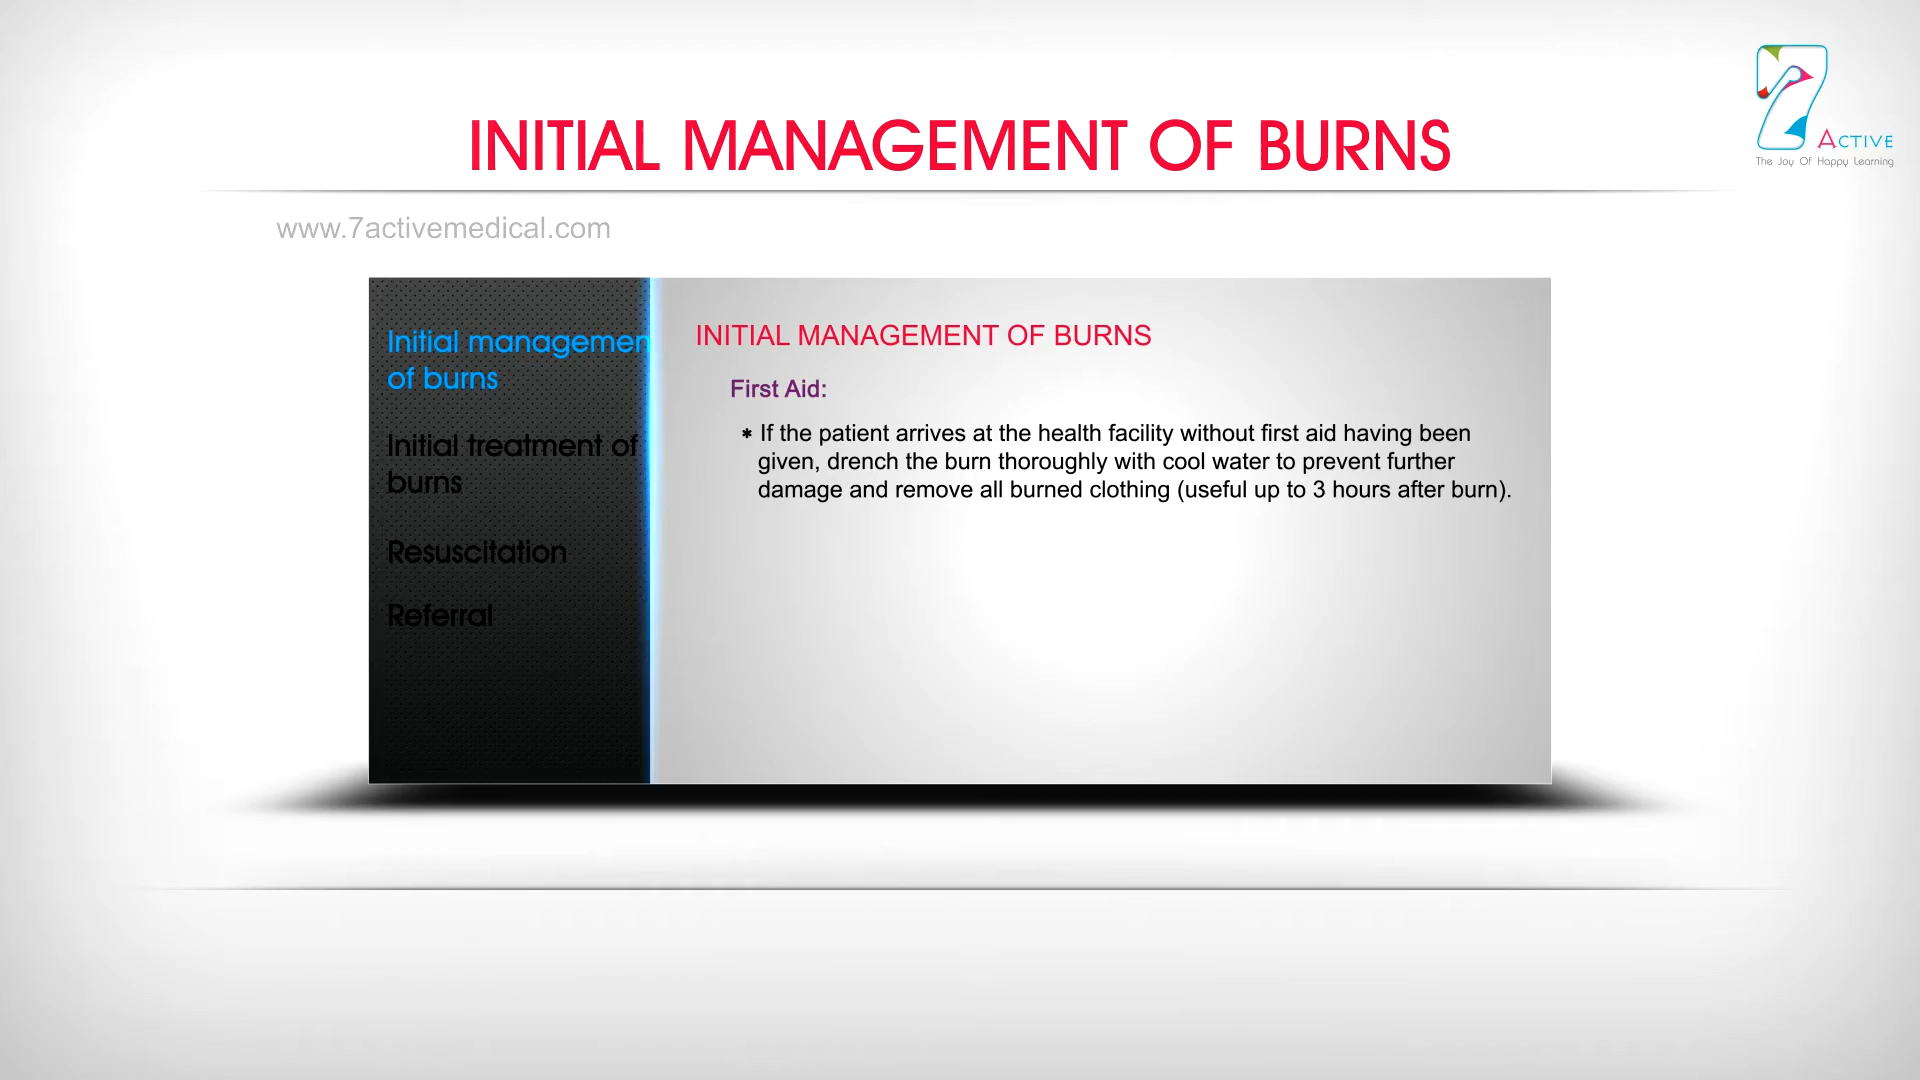 INITIAL MANAGEMENT OF BURNS
7 ACTIVE
The Joy Of Happy Learning
www.7activemedical.com
Initial managemen
of burns
Initial treatment of
burns
Resuscitation
Referral
INITIAL MANAGEMENT OF BURNS
First Aid:
* If the patient arrives at the health facility without first aid having been
given, drench the burn thoroughly with cool water to prevent further
damage and remove all burned clothing (useful up to 3 hours after burn).